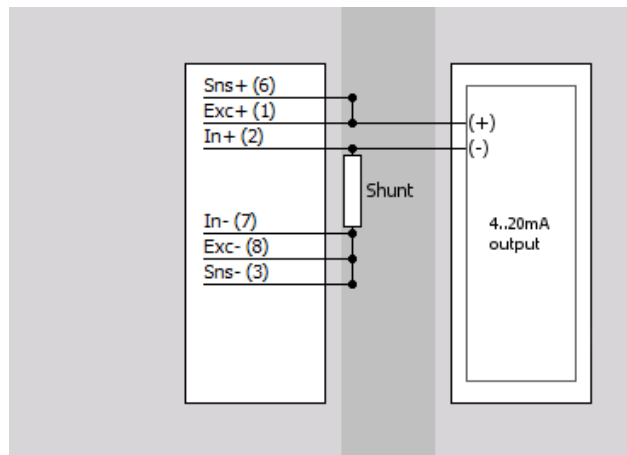 Sns+ (6)
Exc+ (1)
In+ (2)
(+)
(-)
Shunt
In- (7)
Exc- (8)
Sns- (3)
4..20mA
output